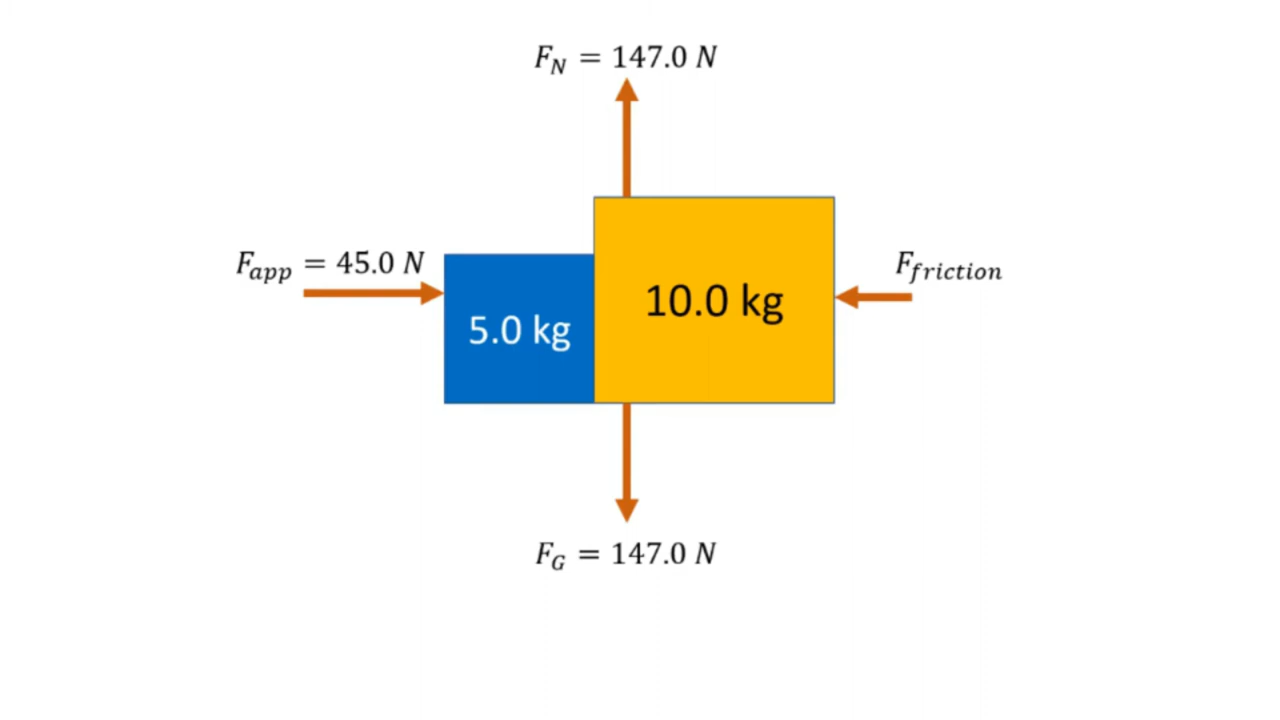 F_N = 147.0 N
F_app = 45.0 N
F_friction
5.0 kg
10.0 kg
F_G = 147.0 N